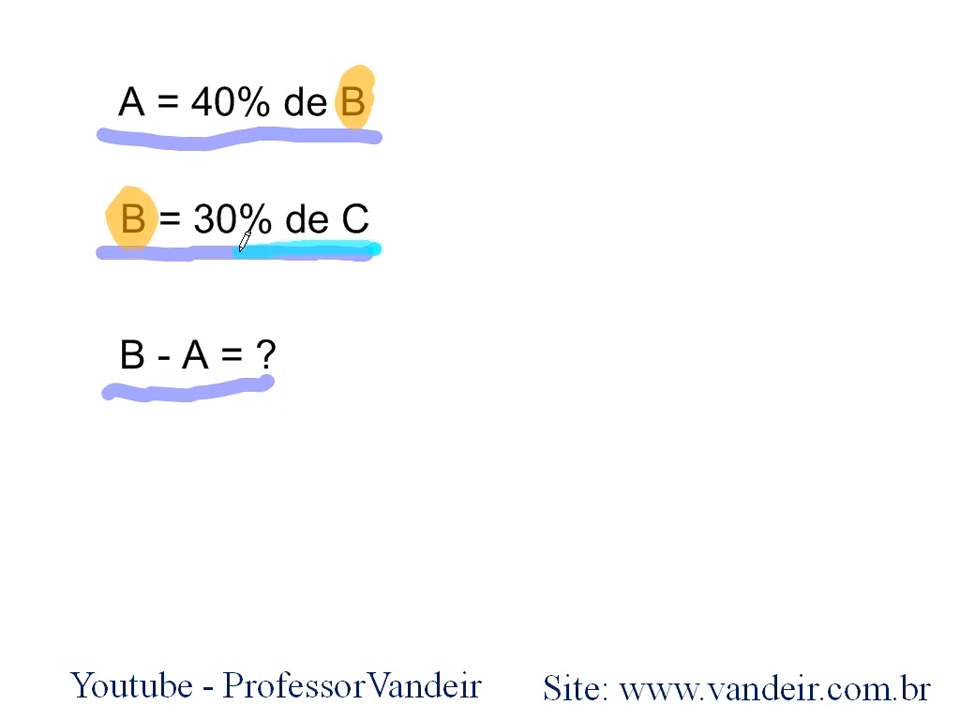 A = 40% de B
B = 30% de C
B - A = ?
Youtube - ProfessorVandeir Site: www.vandeir.com.br